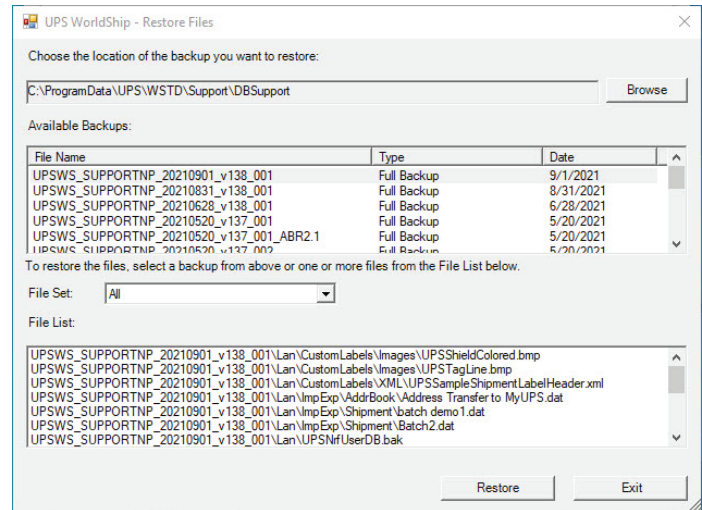 UPS WorldShip - Restore Files
Choose the location of the backup you want to restore:
C:\ProgramData\UPS\WSTD\Support\DBSupport Browse
Available Backups:
File Name Type Date
UPSWS_SUPPORTNP_20210901_v138_001 Full Backup 9/1/2021
UPSWS_SUPPORTNP_20210831_v138_001 Full Backup 8/31/2021
UPSWS_SUPPORTNP_20210628_v138_001 Full Backup 6/28/2021
UPSWS_SUPPORTNP_20210520_v137_001 Full Backup 5/20/2021
UPSWS_SUPPORTNP_20210520_v137_001_ABR2.1 Full Backup 5/20/2021
UPSWS_SUPPORTNP_20210520_v137_002 Full Backup 5/20/2021
To restore the files, select a backup from above or one or more files from the File List below.
File Set: All
File List:
UPSWS_SUPPORTNP_20210901_v138_001\Lan\CustomLabels\Images\UPSShieldColored.bmp
UPSWS_SUPPORTNP_20210901_v138_001\Lan\CustomLabels\Images\UPSTagLine.bmp
UPSWS_SUPPORTNP_20210901_v138_001\Lan\CustomLabels\XML\UPSSampleShipmentLabelHeader.xml
UPSWS_SUPPORTNP_20210901_v138_001\Lan\ImpExp\AddrBook\Address Transfer to MyUPS.dat
UPSWS_SUPPORTNP_20210901_v138_001\Lan\ImpExp\Shipment\batch demo1.dat
UPSWS_SUPPORTNP_20210901_v138_001\Lan\ImpExp\Shipment\Batch2.dat
UPSWS_SUPPORTNP_20210901_v138_001\Lan\UPSNrfUserDB.bak
Restore Exit